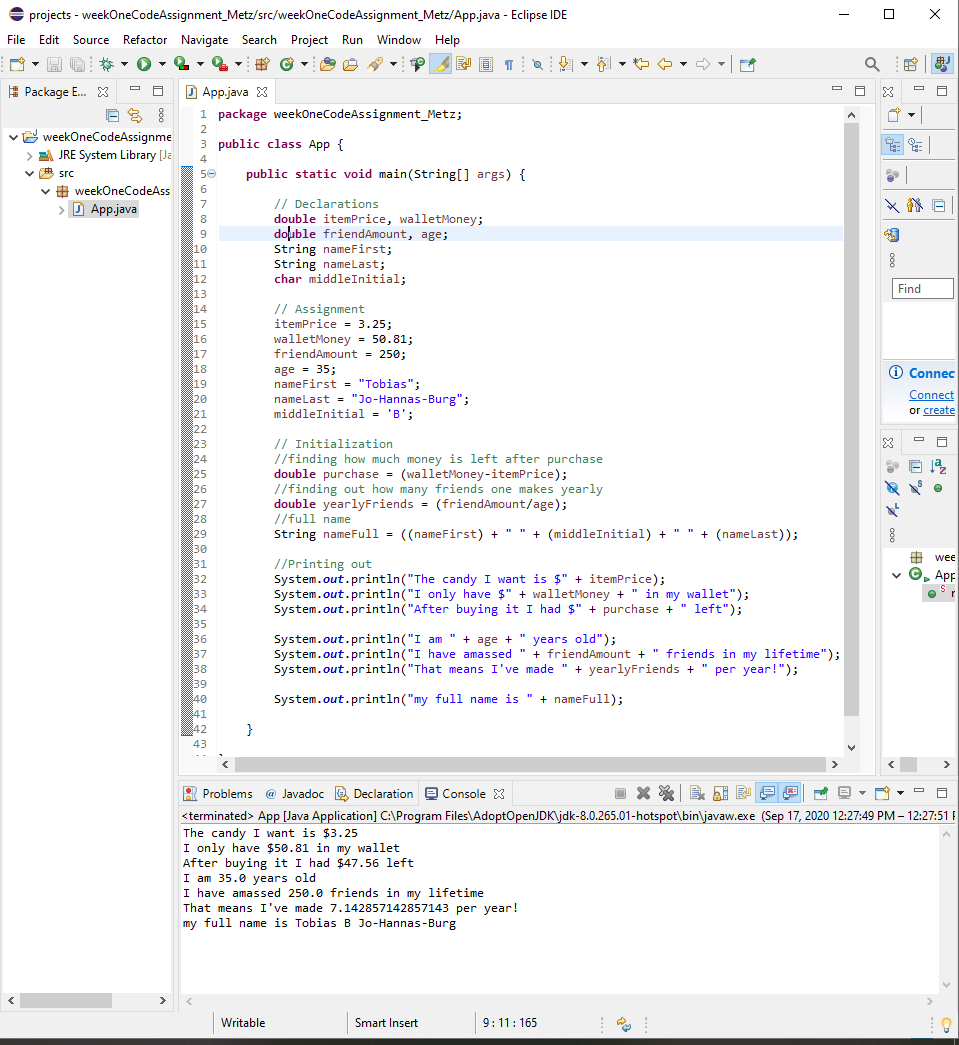 projects - weekOneCodeAssignment_Metz/src/weekOneCodeAssignment_Metz/App.java - Eclipse IDE
File Edit Source Refactor Navigate Search Project Run Window Help
Package E...
weekOneCodeAssignme
JRE System Library [Ja
src
weekOneCodeAss
App.java
App.java
1 package weekOneCodeAssignment_Metz;
2
3 public class App {
4
5 public static void main(String[] args) {
6
7 // Declarations
8 double itemPrice, walletMoney;
9 double friendAmount, age;
10 String nameFirst;
11 String nameLast;
12 char middleInitial;
13
14 // Assignment
15 itemPrice = 3.25;
16 walletMoney = 50.81;
17 friendAmount = 250;
18 age = 35;
19 nameFirst = "Tobias";
20 nameLast = "Jo-Hannas-Burg";
21 middleInitial = 'B';
22
23 // Initialization
24 //finding how much money is left after purchase
25 double purchase = (walletMoney-itemPrice);
26 //finding out how many friends one makes yearly
27 double yearlyFriends = (friendAmount/age);
28 //full name
29 String nameFull = ((nameFirst) + " " + (middleInitial) + " " + (nameLast));
30
31 //Printing out
32 System.out.println("The candy I want is $" + itemPrice);
33 System.out.println("I only have $" + walletMoney + " in my wallet");
34 System.out.println("After buying it I had $" + purchase + " left");
35
36 System.out.println("I am " + age + " years old");
37 System.out.println("I have amassed " + friendAmount + " friends in my lifetime");
38 System.out.println("That means I've made " + yearlyFriends + " per year!");
39
40 System.out.println("my full name is " + nameFull);
41
42 }
43
Find
Connec
Connect
or create
wee
App
Problems @ Javadoc Declaration Console
<terminated> App [Java Application] C:\Program Files\AdoptOpenJDK\jdk-8.0.265.01-hotspot\bin\javaw.exe (Sep 17, 2020 12:27:49 PM – 12:27:51
The candy I want is $3.25
I only have $50.81 in my wallet
After buying it I had $47.56 left
I am 35.0 years old
I have amassed 250.0 friends in my lifetime
That means I've made 7.142857142857143 per year!
my full name is Tobias B Jo-Hannas-Burg
Writable Smart Insert 9 : 11 : 165